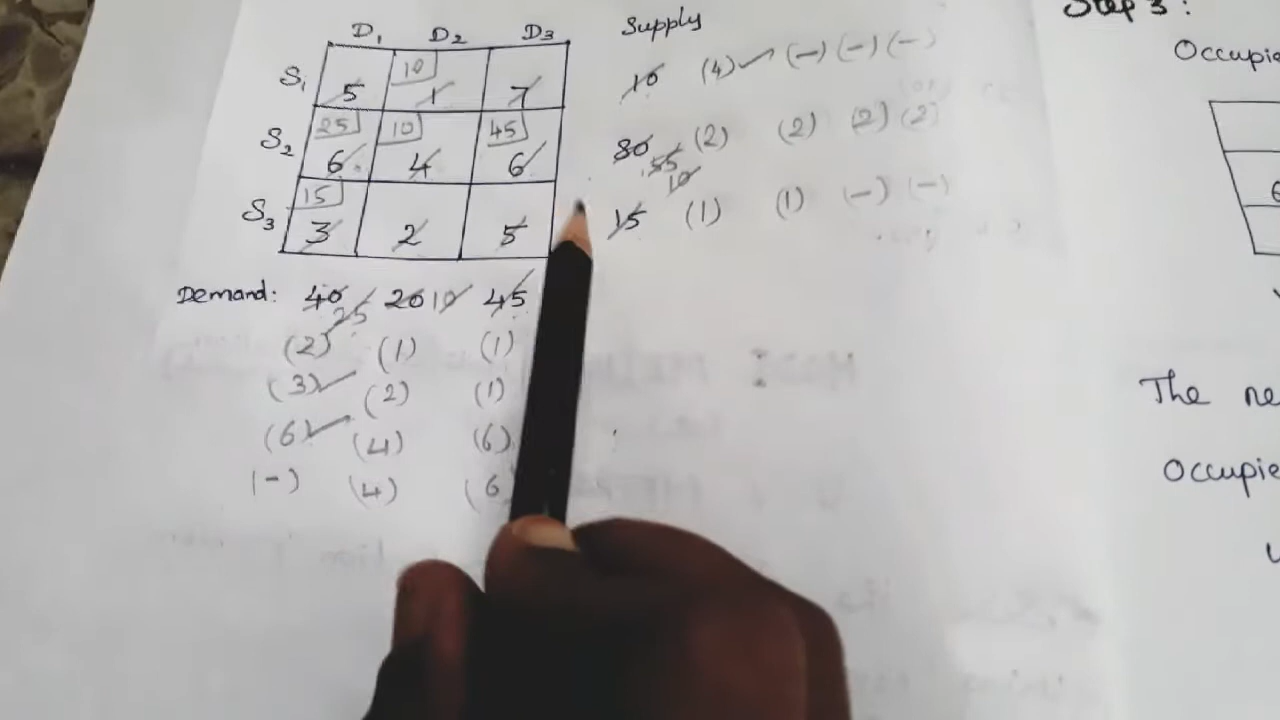 D1 D2 D3 Supply
S1 10 10 (4) (-) (-) (-)
5 1 7
S2 25 10 45 80 55 10 (2) (2) (2) (2)
6 4 6
S3 15 15 (1) (1) (-) (-)
3 2 5
Demand: 40 25 20 10 45
(2) (1) (1)
(3) (2) (1)
(6) (4) (6)
(-) (4) (6
Step 3:
Occupie
The ne
Occupie